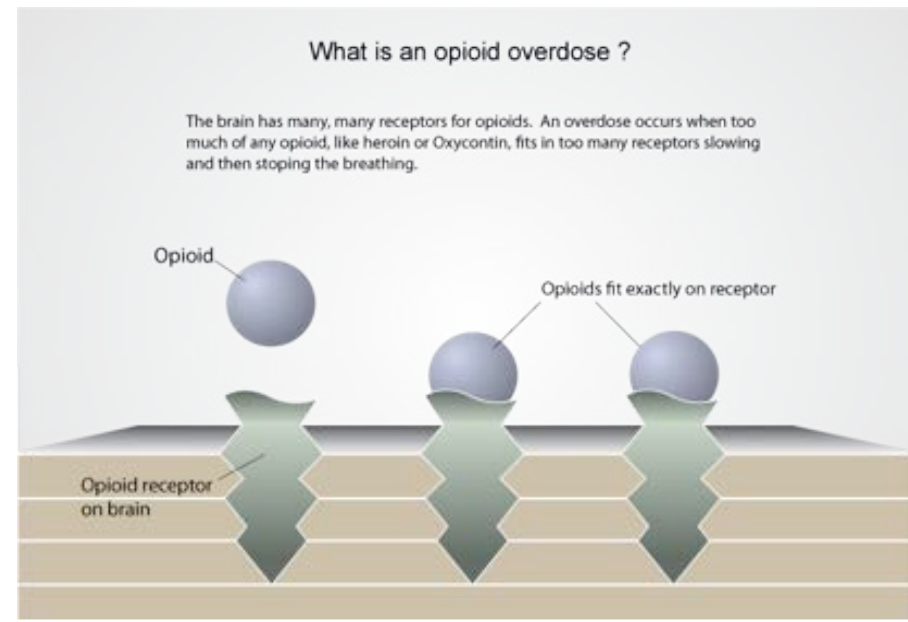 What is an opioid overdose ?
The brain has many, many receptors for opioids. An overdose occurs when too
much of any opioid, like heroin or Oxycontin, fits in too many receptors slowing
and then stoping the breathing.
Opioid
Opioids fit exactly on receptor
Opioid receptor
on brain